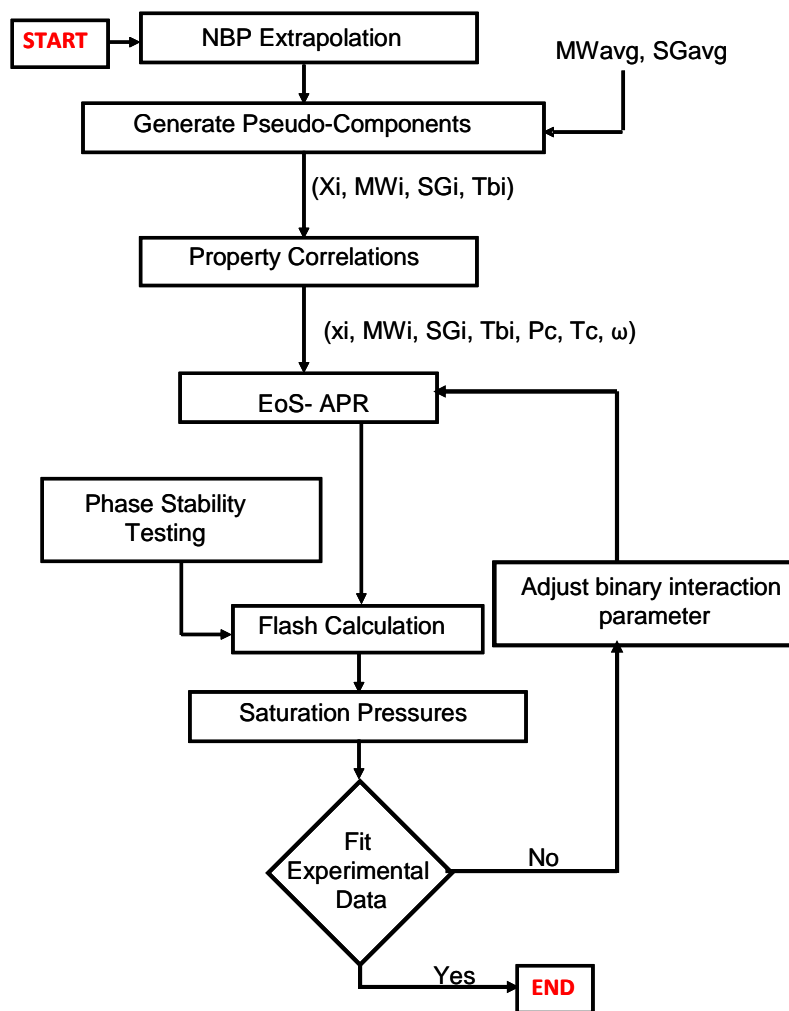 START
NBP Extrapolation
MWavg, SGavg
Generate Pseudo-Components
(Xi, MWi, SGi, Tbi)
Property Correlations
(xi, MWi, SGi, Tbi, Pc, Tc, ω)
EoS- APR
Phase Stability
Testing
Adjust binary interaction
parameter
Flash Calculation
Saturation Pressures
Fit
Experimental
Data
No
Yes
END